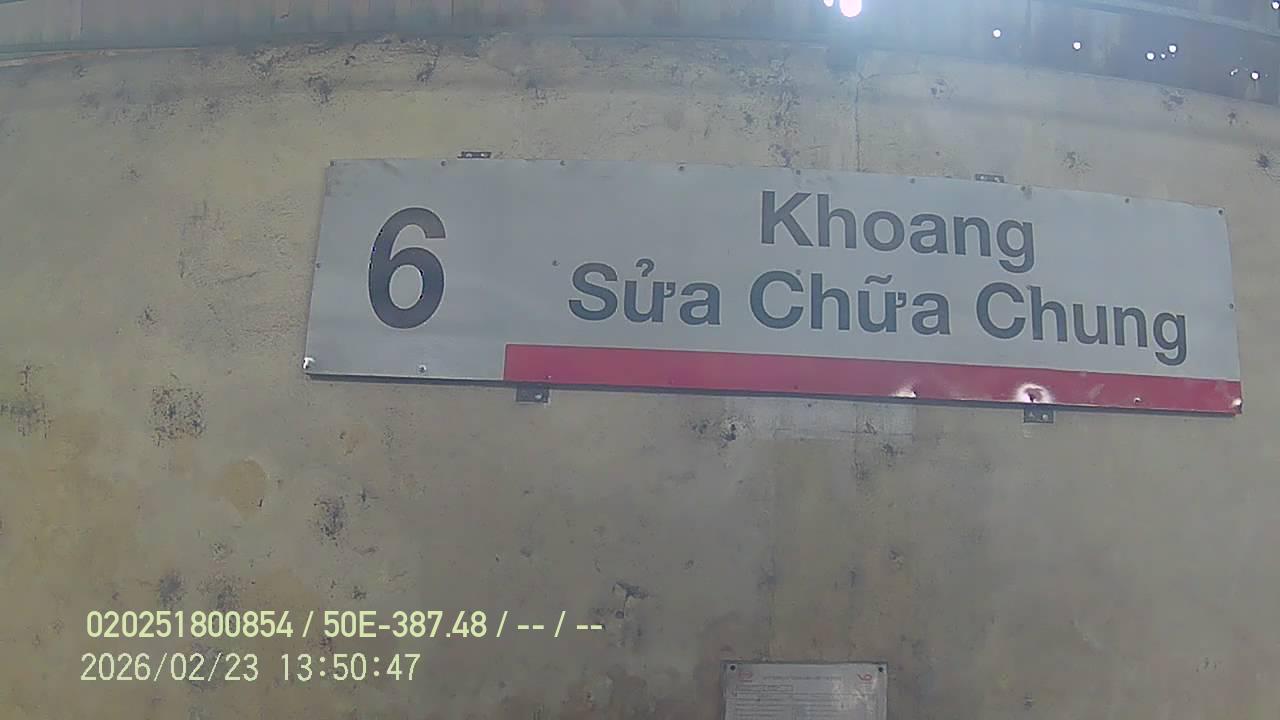 6
Khoang
Sửa Chữa Chung
020251800854 / 50E-387.48 / -- / --
2026/02/23 13:50:47